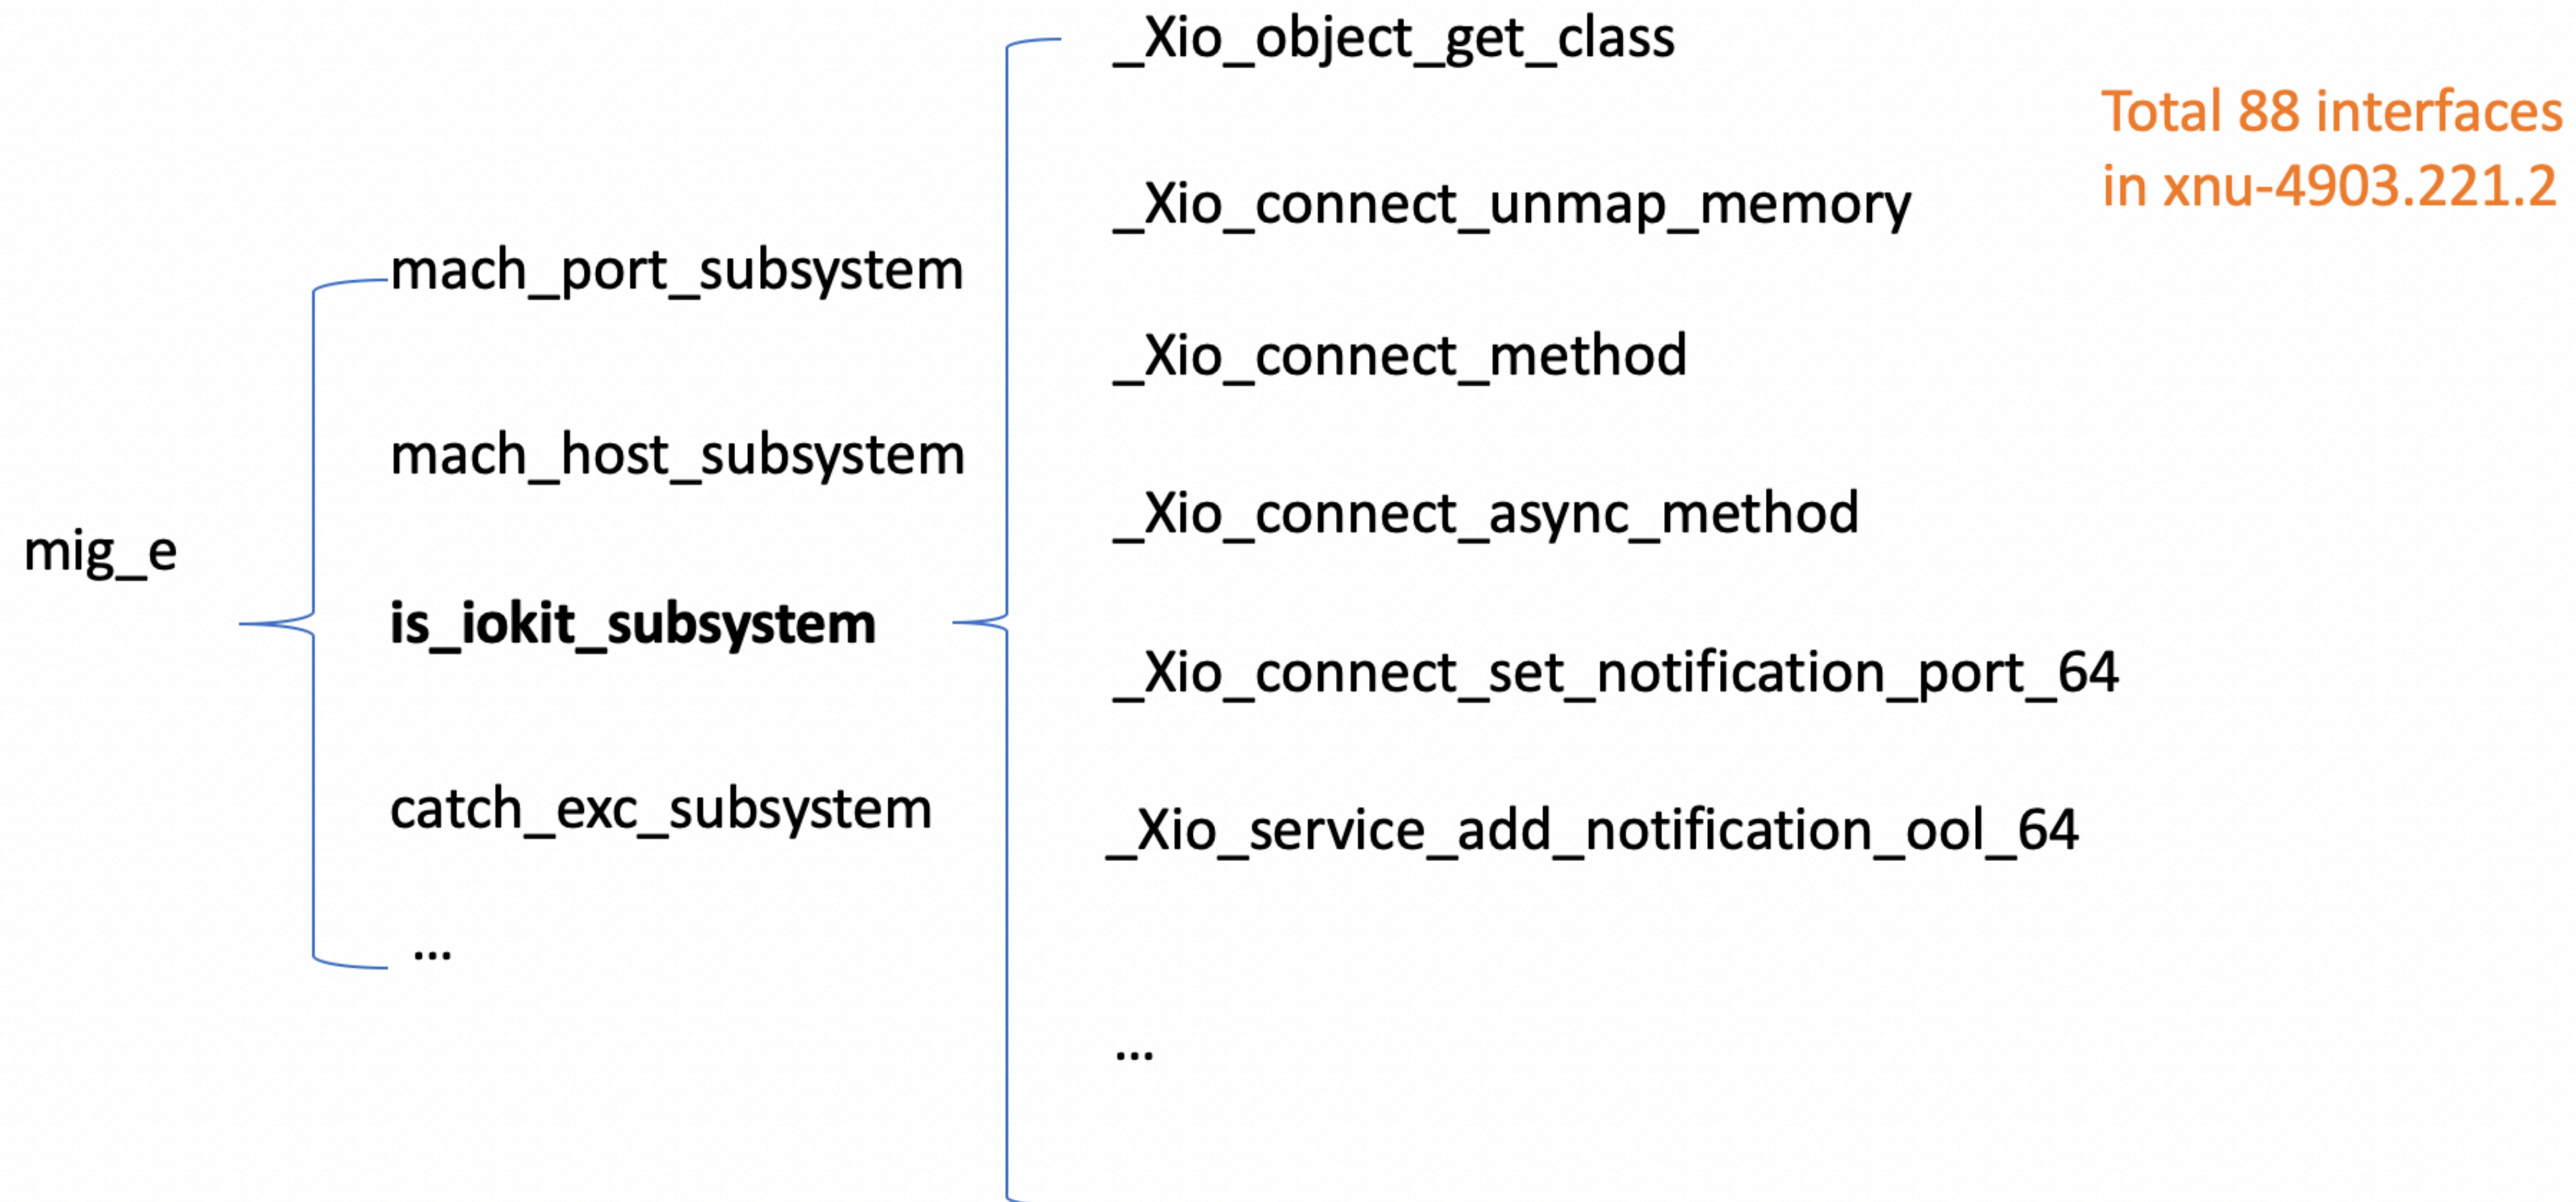 mig_e
mach_port_subsystem
mach_host_subsystem
is_iokit_subsystem
catch_exc_subsystem
...
_Xio_object_get_class
_Xio_connect_unmap_memory
_Xio_connect_method
_Xio_connect_async_method
_Xio_connect_set_notification_port_64
_Xio_service_add_notification_ool_64
...
Total 88 interfaces
in xnu-4903.221.2